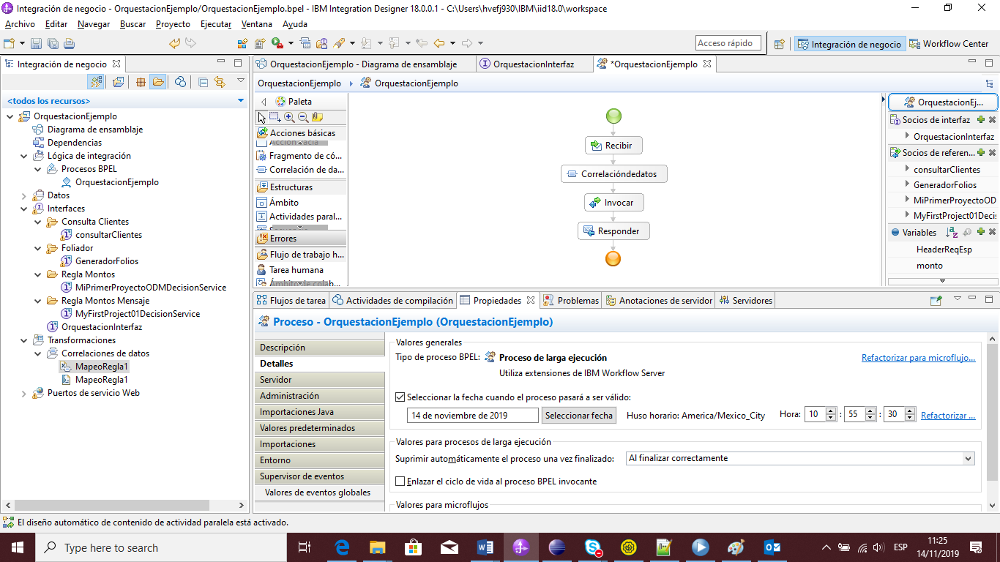 Integración de negocio - OrquestacionEjemplo/OrquestacionEjemplo.bpel - IBM Integration Designer 18.0.0.1 - C:\Users\hvefj930\IBM\iid18.0\workspace
Archivo Editar Navegar Buscar Proyecto Ejecutar Ventana Ayuda
Acceso rápido
Integración de negocio
Workflow Center
Integración de negocio
<todos los recursos>
OrquestacionEjemplo
Diagrama de ensamblaje
Dependencias
Lógica de integración
Procesos BPEL
OrquestacionEjemplo
Datos
Interfaces
Consulta Clientes
consultarClientes
Foliador
GeneradorFolios
Regla Montos
MiPrimerProyectoODMDecisionService
Regla Montos Mensaje
MyFirstProject01DecisionService
OrquestacionInterfaz
Transformaciones
Correlaciones de datos
MapeoRegla1
MapeoRegla1
Puertos de servicio Web
OrquestacionEjemplo - Diagrama de ensamblaje
OrquestacionInterfaz
*OrquestacionEjemplo
OrquestacionEjemplo
OrquestacionEjemplo
Paleta
Acciones básicas
Fragmento de có...
Correlación de da...
Estructuras
Ámbito
Actividades paral...
Errores
Flujo de trabajo h...
Tarea humana
Recibir
Correlacióndedatos
Invocar
Responder
OrquestacionEj...
Socios de interfaz
OrquestacionInterfaz
Socios de referen...
consultarClientes
GeneradorFolios
MiPrimerProyectoOD
MyFirstProject01Decis
Variables
HeaderReqEsp
monto
Flujos de tarea
Actividades de compilación
Propiedades
Problemas
Anotaciones de servidor
Servidores
Proceso - OrquestacionEjemplo (OrquestacionEjemplo)
Descripción
Detalles
Servidor
Administración
Importaciones Java
Valores predeterminados
Importaciones
Entorno
Supervisor de eventos
Valores de eventos globales
Valores generales
Tipo de proceso BPEL: Proceso de larga ejecución
Refactorizar para microflujo...
Utiliza extensiones de IBM Workflow Server
Seleccionar la fecha cuando el proceso pasará a ser válido:
14 de noviembre de 2019 Seleccionar fecha Huso horario: America/Mexico_City Hora: 10 : 55 : 30 Refactorizar ...
Valores para procesos de larga ejecución
Suprimir automáticamente el proceso una vez finalizado: Al finalizar correctamente
Enlazar el ciclo de vida al proceso BPEL invocante
Valores para microflujos
El diseño automático de contenido de actividad paralela está activado.
Type here to search
ESP
11:25
14/11/2019